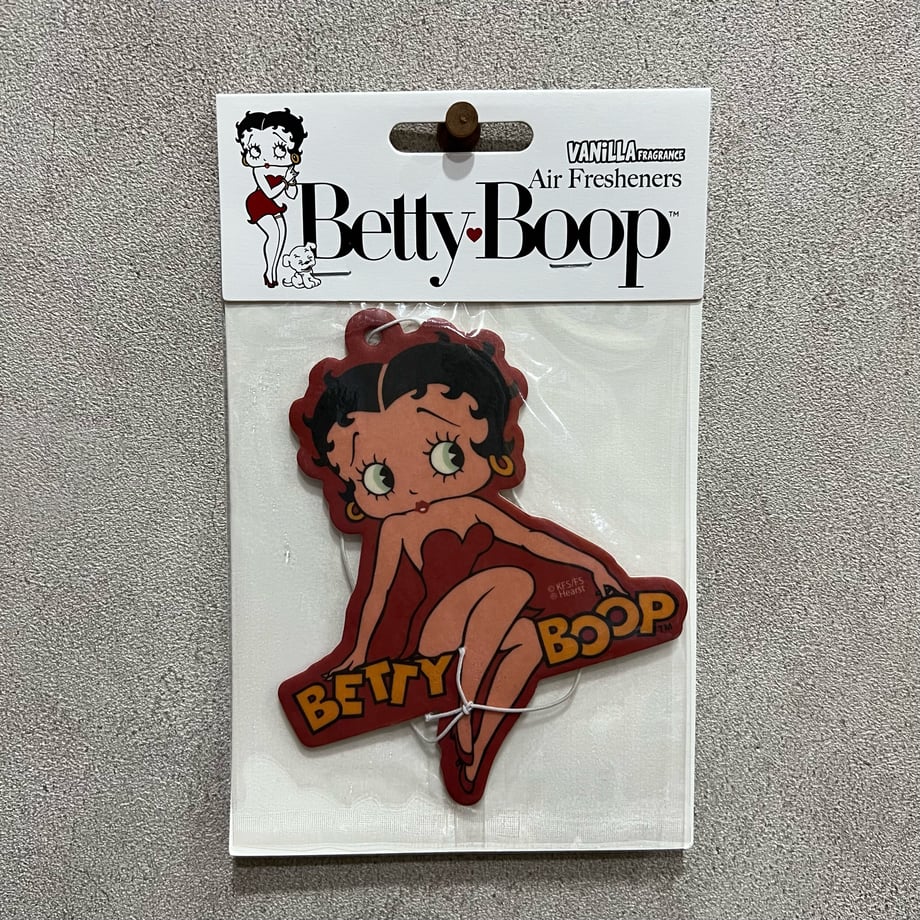 VANiLLA FRAGRANCE
Air Fresheners
Betty Boop™
© KFS/FS
® Hearst
BETTY BOOP™